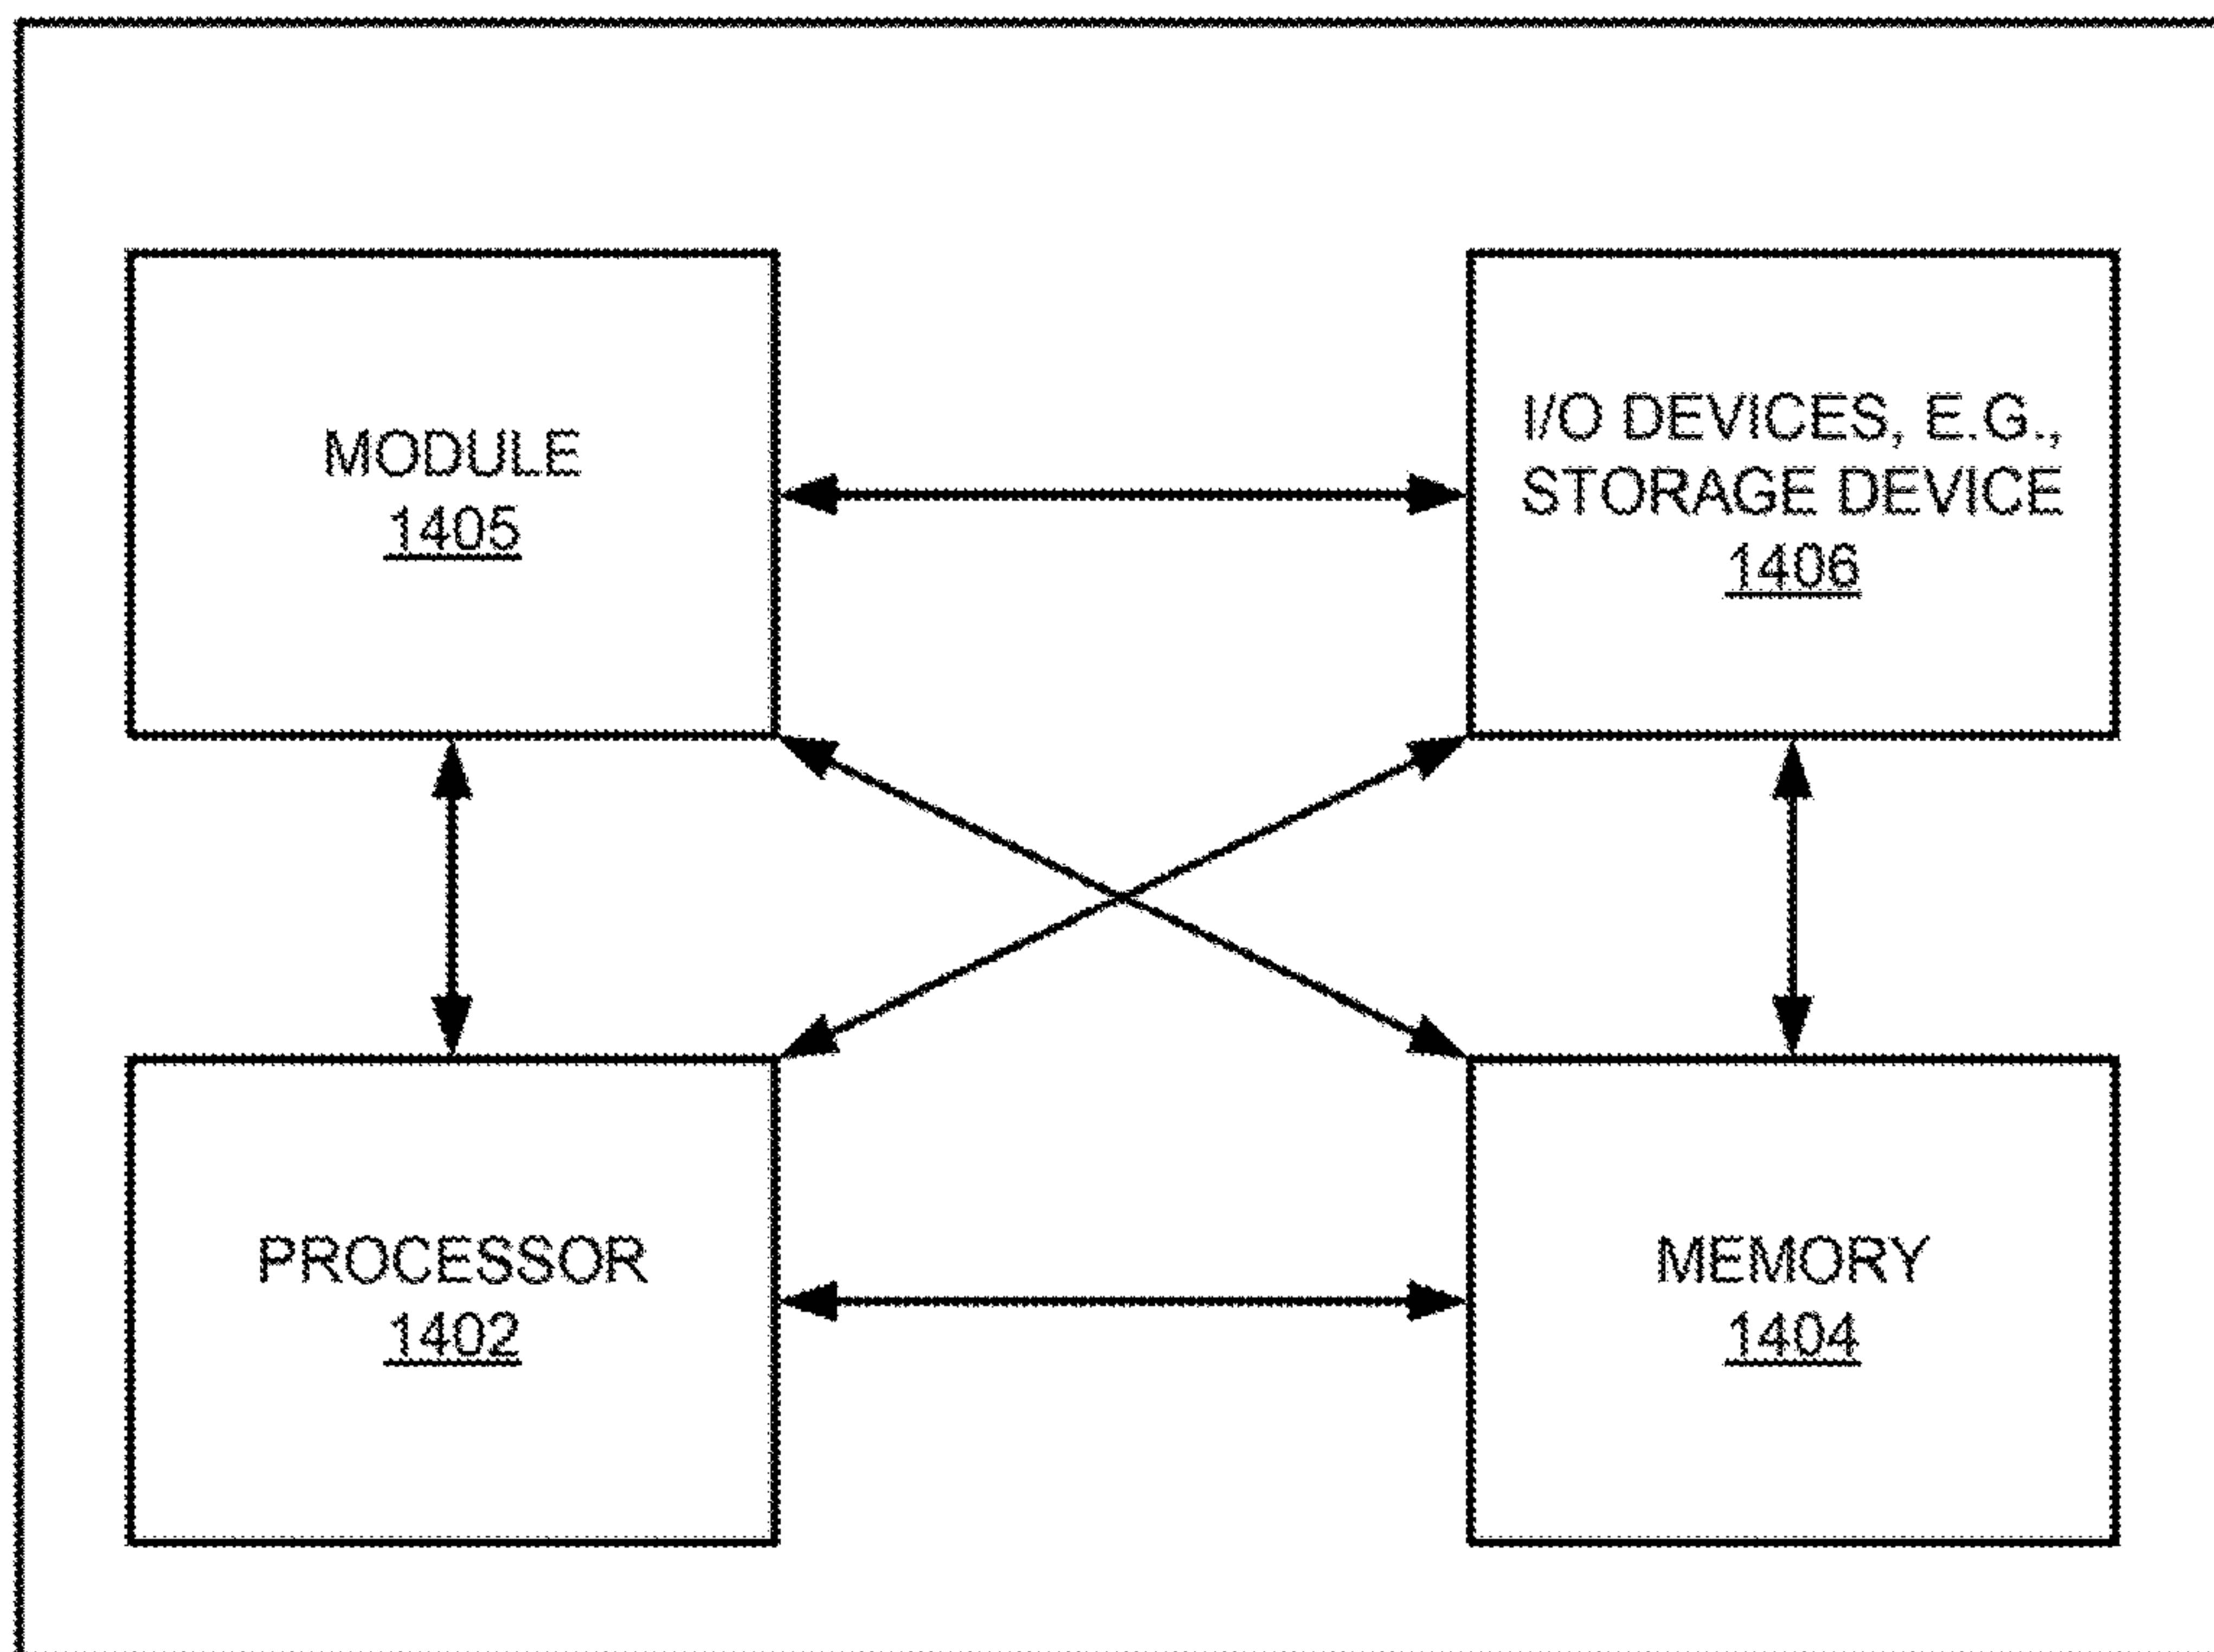 MODULE
1405
I/O DEVICES, E.G.,
STORAGE DEVICE
1406
PROCESSOR
1402
MEMORY
1404